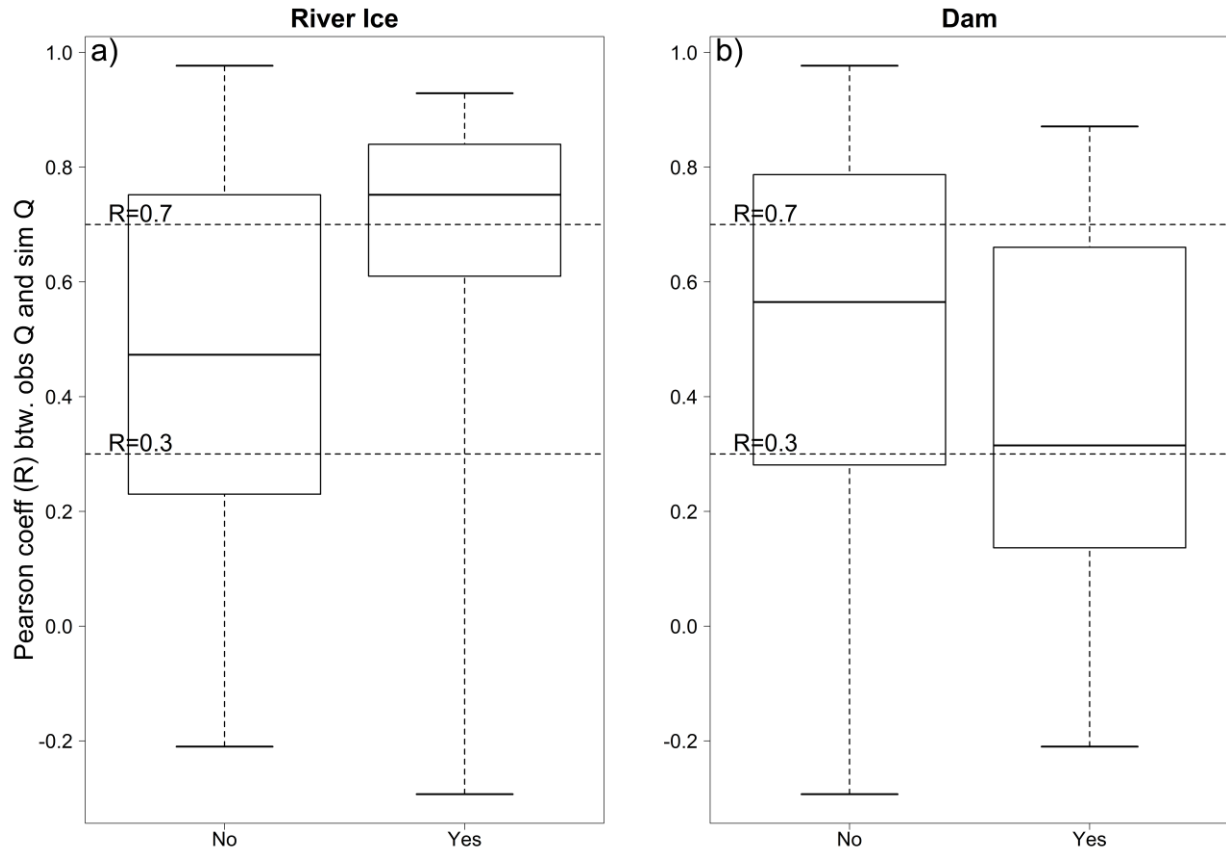 River Ice
Dam
a)
b)
Pearson coeff (R) btw. obs Q and sim Q
1.0
0.8
0.6
0.4
0.2
0.0
-0.2
R=0.7
R=0.3
No
Yes
1.0
0.8
0.6
0.4
0.2
0.0
-0.2
R=0.7
R=0.3
No
Yes